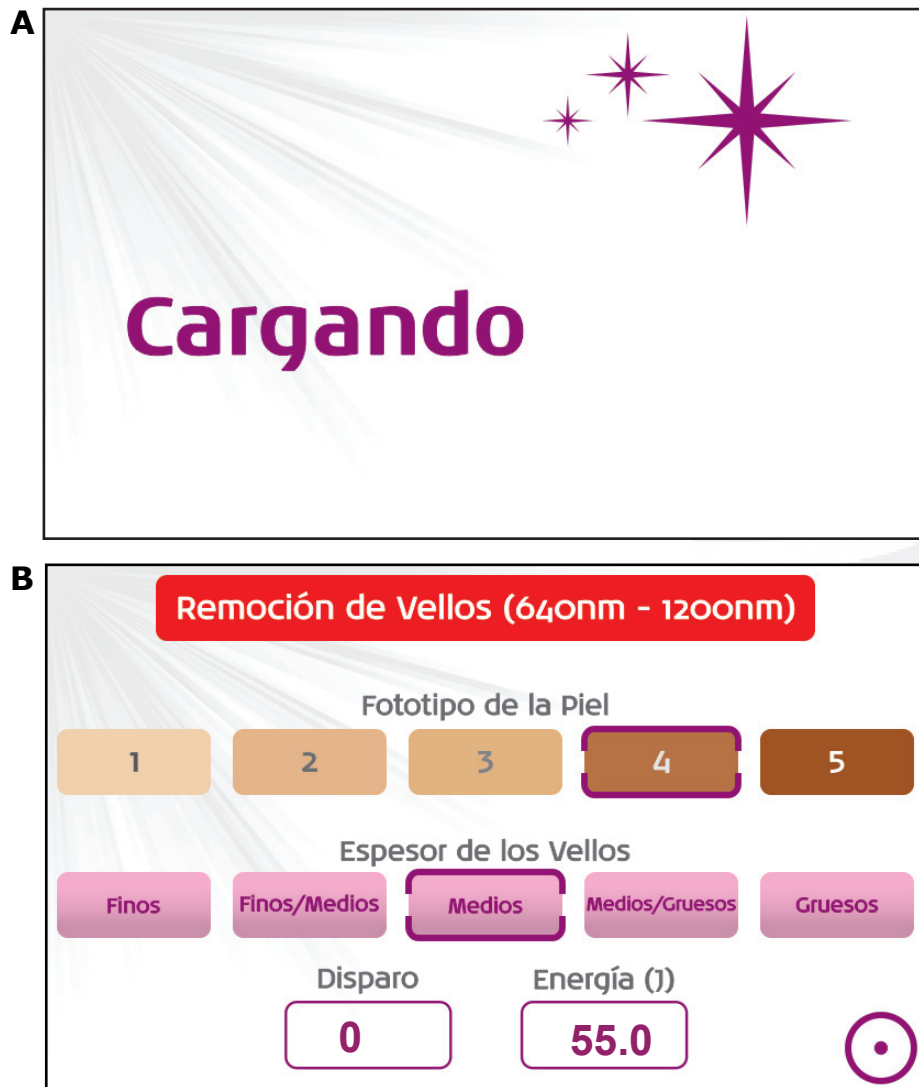 A
Cargando
B
Remoción de Vellos (640nm - 1200nm)
Fototipo de la Piel
1 2 3 4 5
Espesor de los Vellos
Finos Finos/Medios Medios Medios/Gruesos Gruesos
Disparo Energía (J)
0 55.0